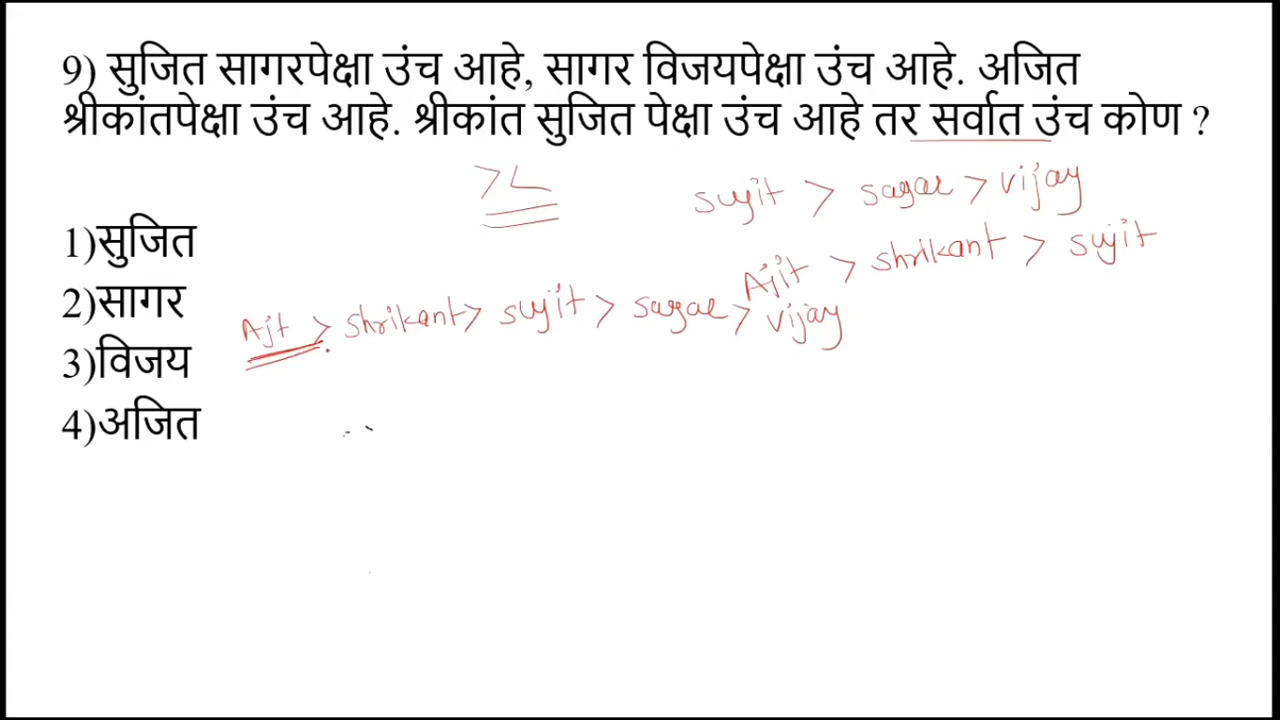 9) सुजित सागरपेक्षा उंच आहे, सागर विजयपेक्षा उंच आहे. अजित
श्रीकांतपेक्षा उंच आहे. श्रीकांत सुजित पेक्षा उंच आहे तर सर्वात उंच कोण ?
> <
sujit > sagar > vijay
Ajit > shrikant > sujit
1)सुजित
2)सागर
Ajt > shrikant > sujit > sagar > vijay
3)विजय
4)अजित